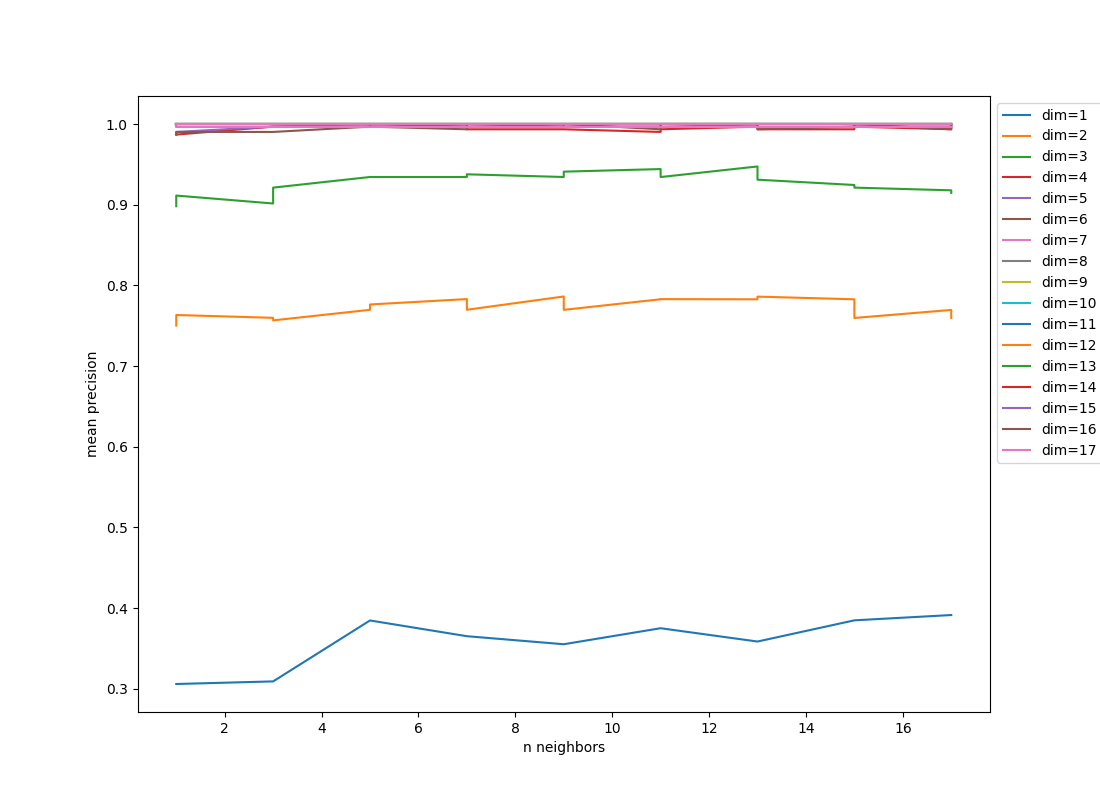 1.0
0.9
0.8
0.7
0.6
0.5
0.4
0.3
mean precision
2 4 6 8 10 12 14 16
n neighbors
dim=1
dim=2
dim=3
dim=4
dim=5
dim=6
dim=7
dim=8
dim=9
dim=10
dim=11
dim=12
dim=13
dim=14
dim=15
dim=16
dim=17